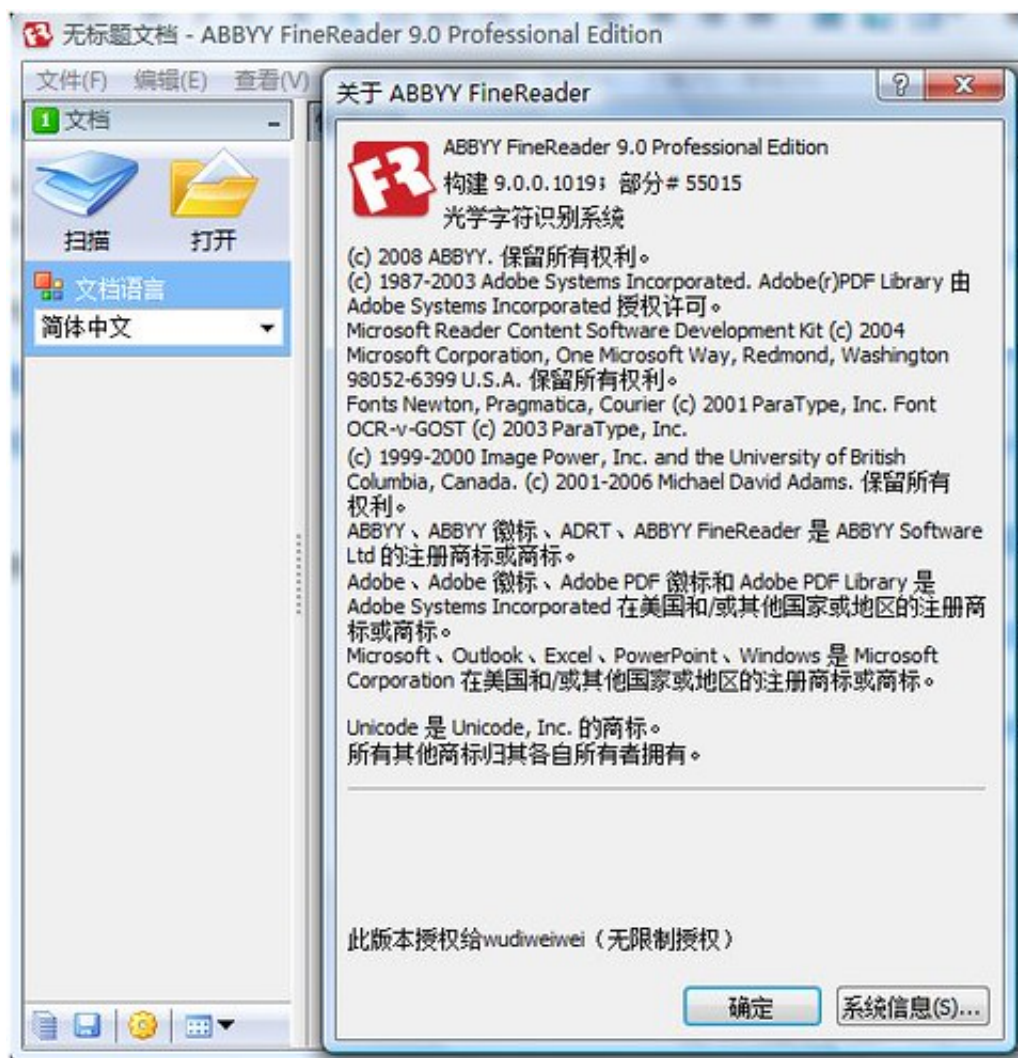 无标题文档 - ABBYY FineReader 9.0 Professional Edition
文件(F) 编辑(E) 查看(V)
1 文档
扫描 打开
文档语言
简体中文
关于 ABBYY FineReader
ABBYY FineReader 9.0 Professional Edition
构建 9.0.0.1019；部分# 55015
光学字符识别系统
(c) 2008 ABBYY. 保留所有权利。
(c) 1987-2003 Adobe Systems Incorporated. Adobe(r)PDF Library 由
Adobe Systems Incorporated 授权许可。
Microsoft Reader Content Software Development Kit (c) 2004
Microsoft Corporation, One Microsoft Way, Redmond, Washington
98052-6399 U.S.A. 保留所有权利。
Fonts Newton, Pragmatica, Courier (c) 2001 ParaType, Inc. Font
OCR-v-GOST (c) 2003 ParaType, Inc.
(c) 1999-2000 Image Power, Inc. and the University of British
Columbia, Canada. (c) 2001-2006 Michael David Adams. 保留所有
权利。
ABBYY、ABBYY 徽标、ADRT、ABBYY FineReader 是 ABBYY Software
Ltd 的注册商标或商标。
Adobe、Adobe 徽标、Adobe PDF 徽标和 Adobe PDF Library 是
Adobe Systems Incorporated 在美国和/或其他国家或地区的注册商
标或商标。
Microsoft、Outlook、Excel、PowerPoint、Windows 是 Microsoft
Corporation 在美国和/或其他国家或地区的注册商标或商标。
Unicode 是 Unicode, Inc. 的商标。
所有其他商标归其各自所有者拥有。
此版本授权给wudiweiwei（无限制授权）
确定 系统信息(S)...